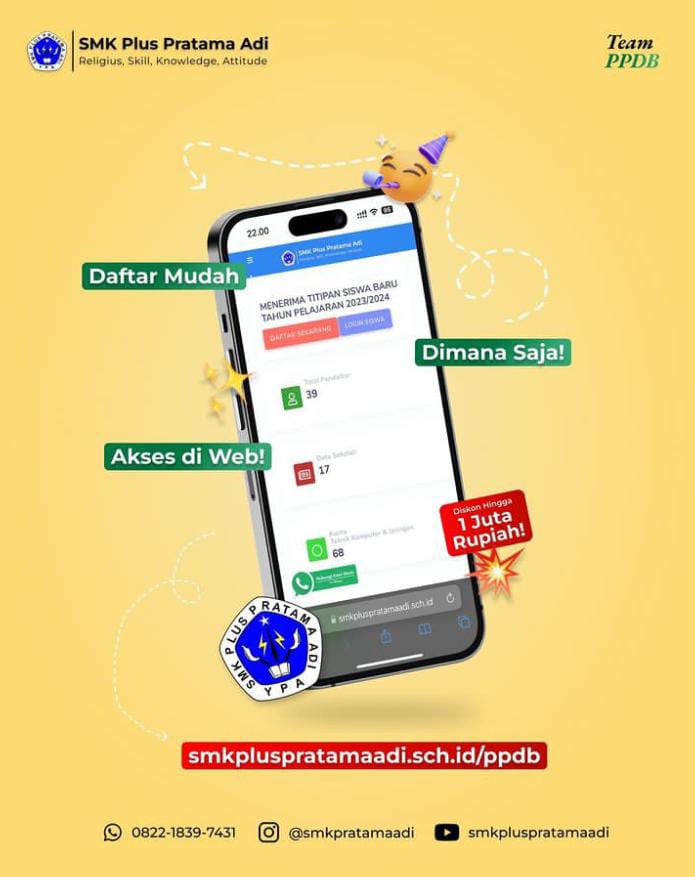 SMK Plus Pratama Adi
Religius, Skill, Knowledge, Attitude
Team
PPDB
22.00
95
SMK Plus Pratama Adi
Daftar Mudah
MENERIMA TITIPAN SISWA BARU
TAHUN PELAJARAN 2023/2024
DAFTAR SEKARANG
LOGIN SISWA
Dimana Saja!
Total Pendaftar
39
Akses di Web!
Data Sekolah
17
Diskon Hingga
1 Juta
Rupiah!
Teknik Komputer & Jaringan
68
smkpluspratamaadi.sch.id
SMK PLUS PRATAMA ADI
YPA
smkpluspratamaadi.sch.id/ppdb
0822-1839-7431
@smkpratamaadi
smkpluspratamaadi